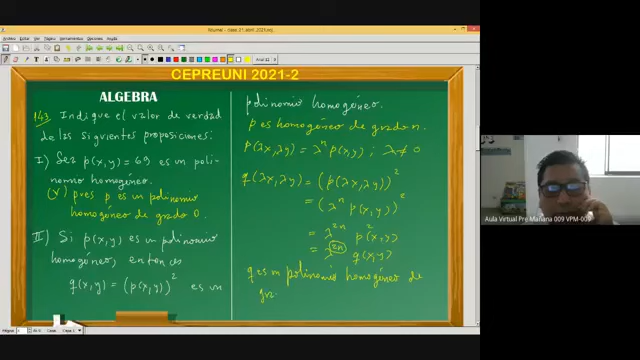 CEPREUNI 2021-2
ALGEBRA
143 Indique el valor de verdad
de las siguientes proposiciones:
I) Sea p(x,y) = 69 es un poli-
nomio homogéneo.
(V) pues p es un polinomio
homogéneo de grado 0.
II) Si p(x,y) es un polinomio
homogéneo, entonces
q(x,y) = (p(x,y))² es un
polinomio homogéneo.
p es homogéneo de grado n.
p(λx,λy) = λⁿ p(x,y) ; λ ≠ 0
q(λx,λy) = (p(λx,λy))²
= (λⁿ p(x,y))²
= λ²ⁿ p²(x,y)
= λ²ⁿ q(x,y)
q es un polinomio homogéneo de
gra
Aula Virtual Pre Mañana 009 VPM-009